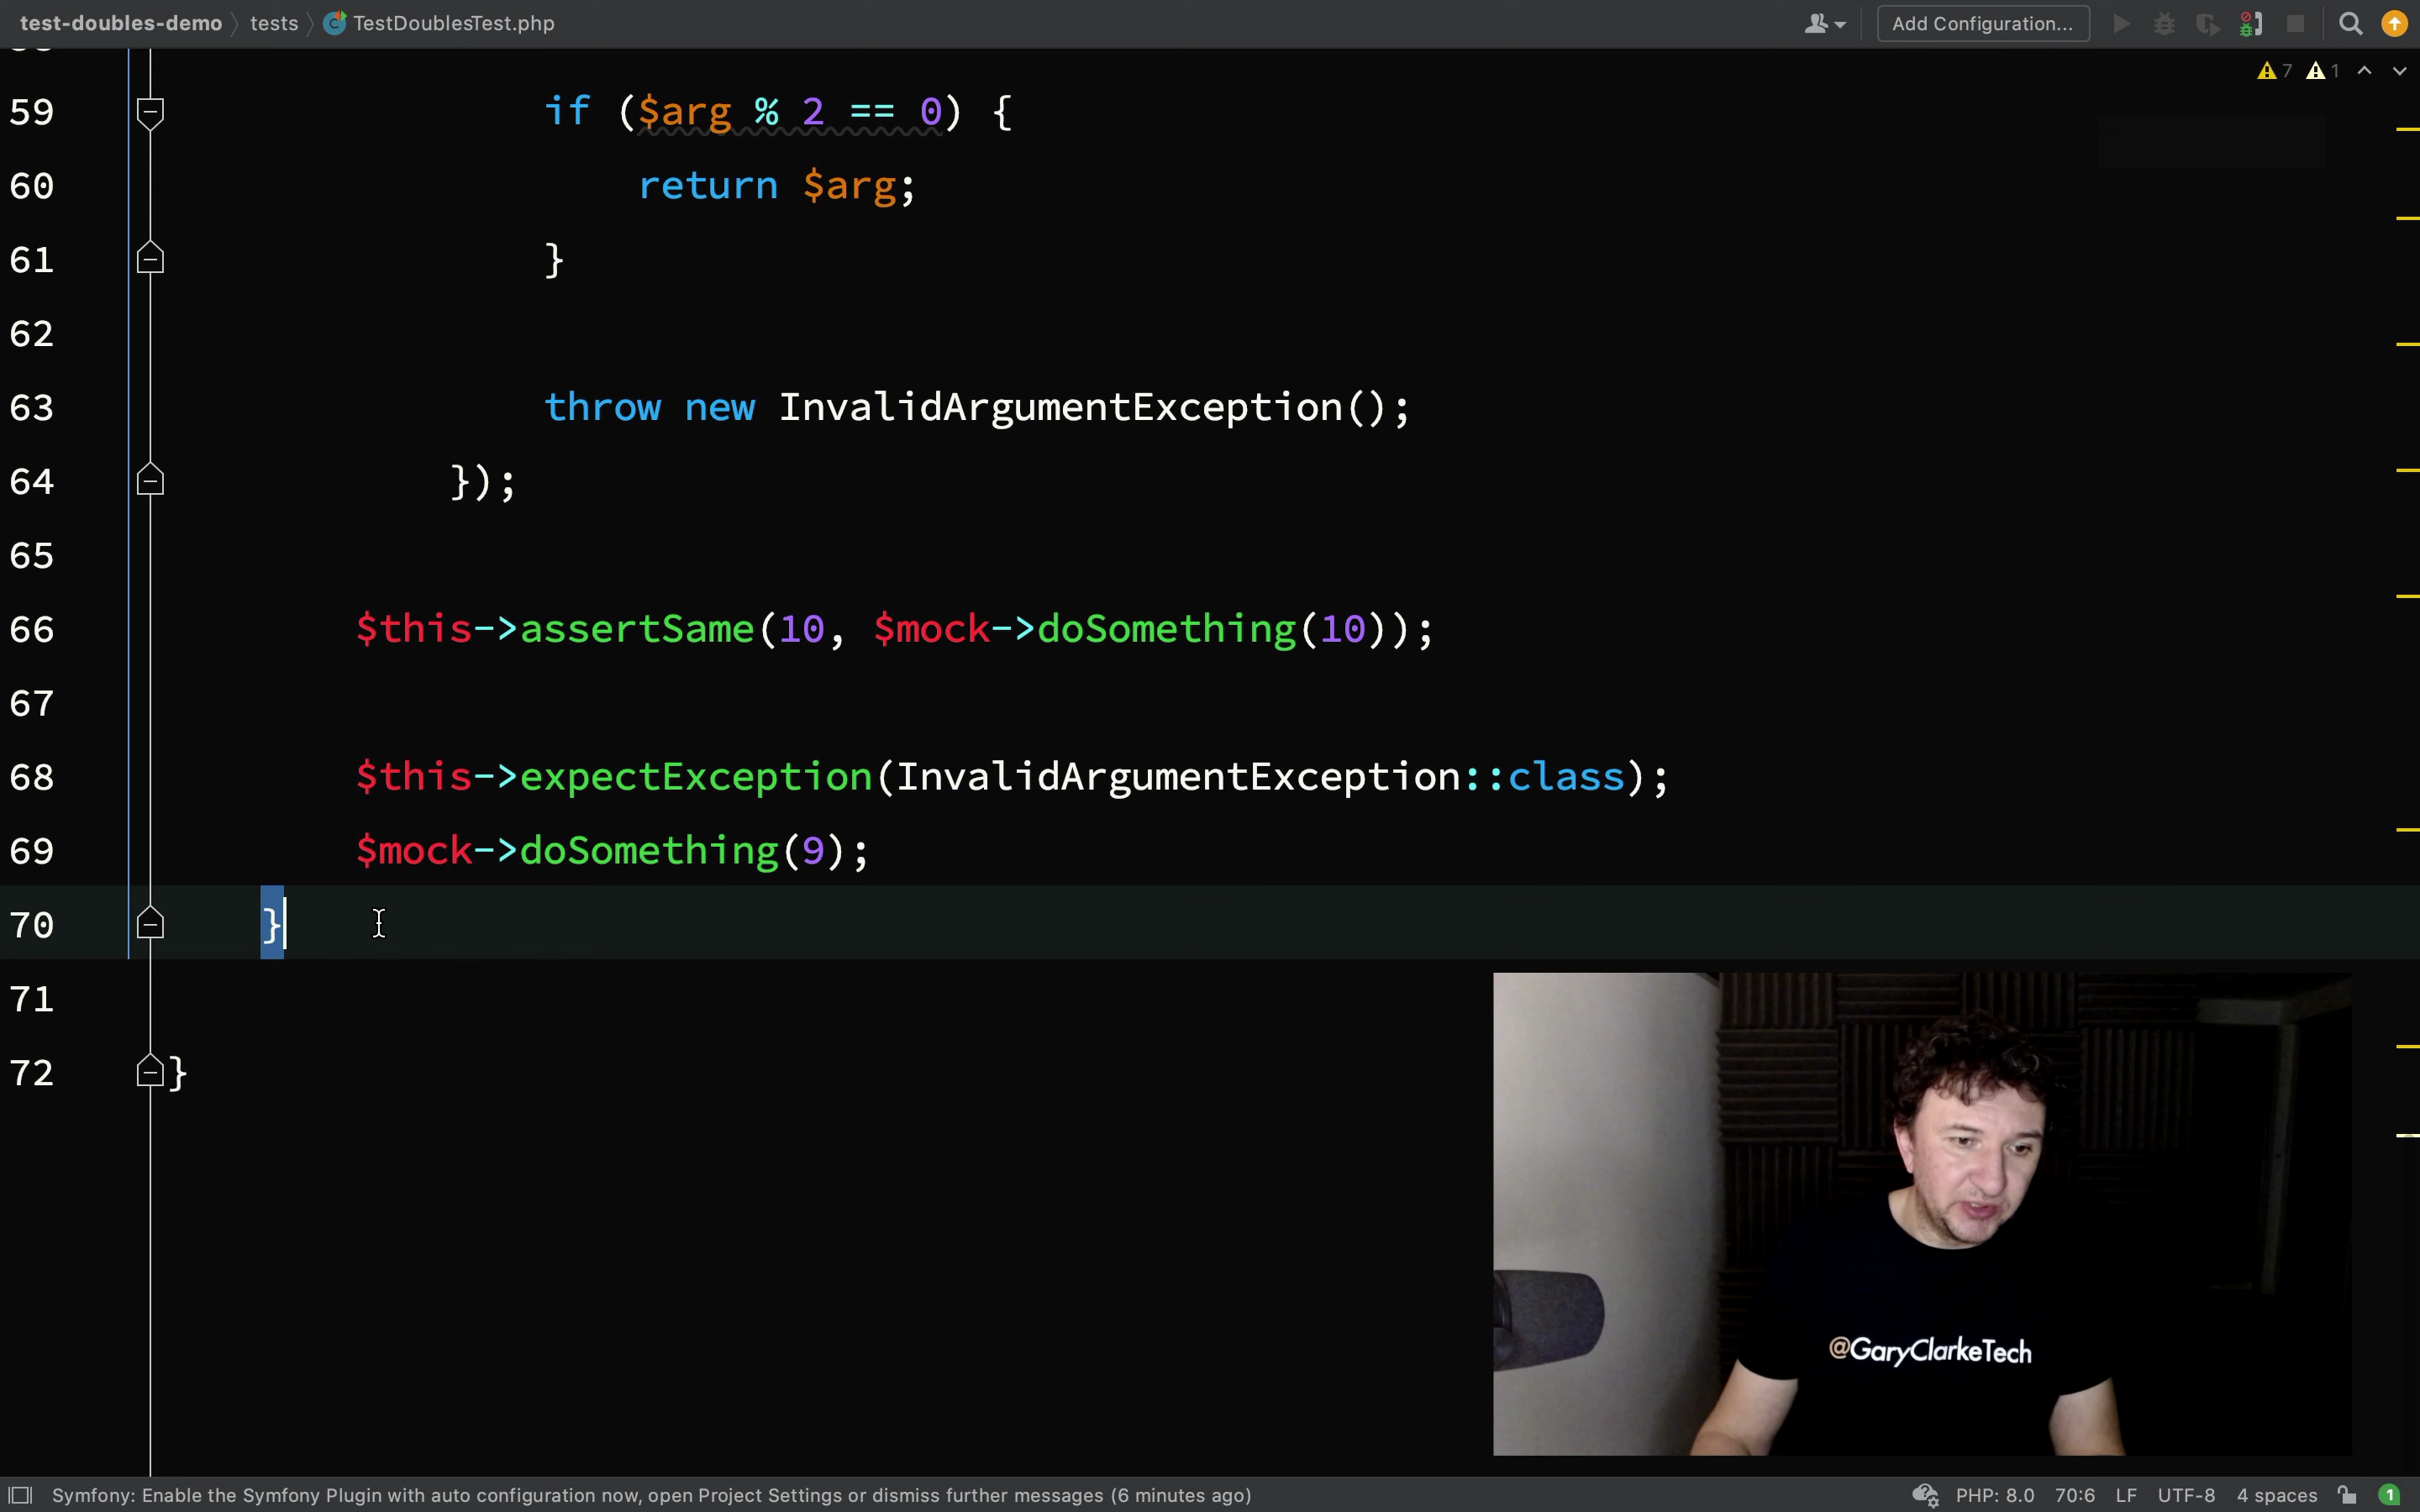 test-doubles-demo tests TestDoublesTest.php Add Configuration...
7 1
59 if ($arg % 2 == 0) {
60 return $arg;
61 }
62
63 throw new InvalidArgumentException();
64 });
65
66 $this->assertSame(10, $mock->doSomething(10));
67
68 $this->expectException(InvalidArgumentException::class);
69 $mock->doSomething(9);
70 }
71
72 }
@GaryClarkeTech
Symfony: Enable the Symfony Plugin with auto configuration now, open Project Settings or dismiss further messages (6 minutes ago) PHP: 8.0 70:6 LF UTF-8 4 spaces 1